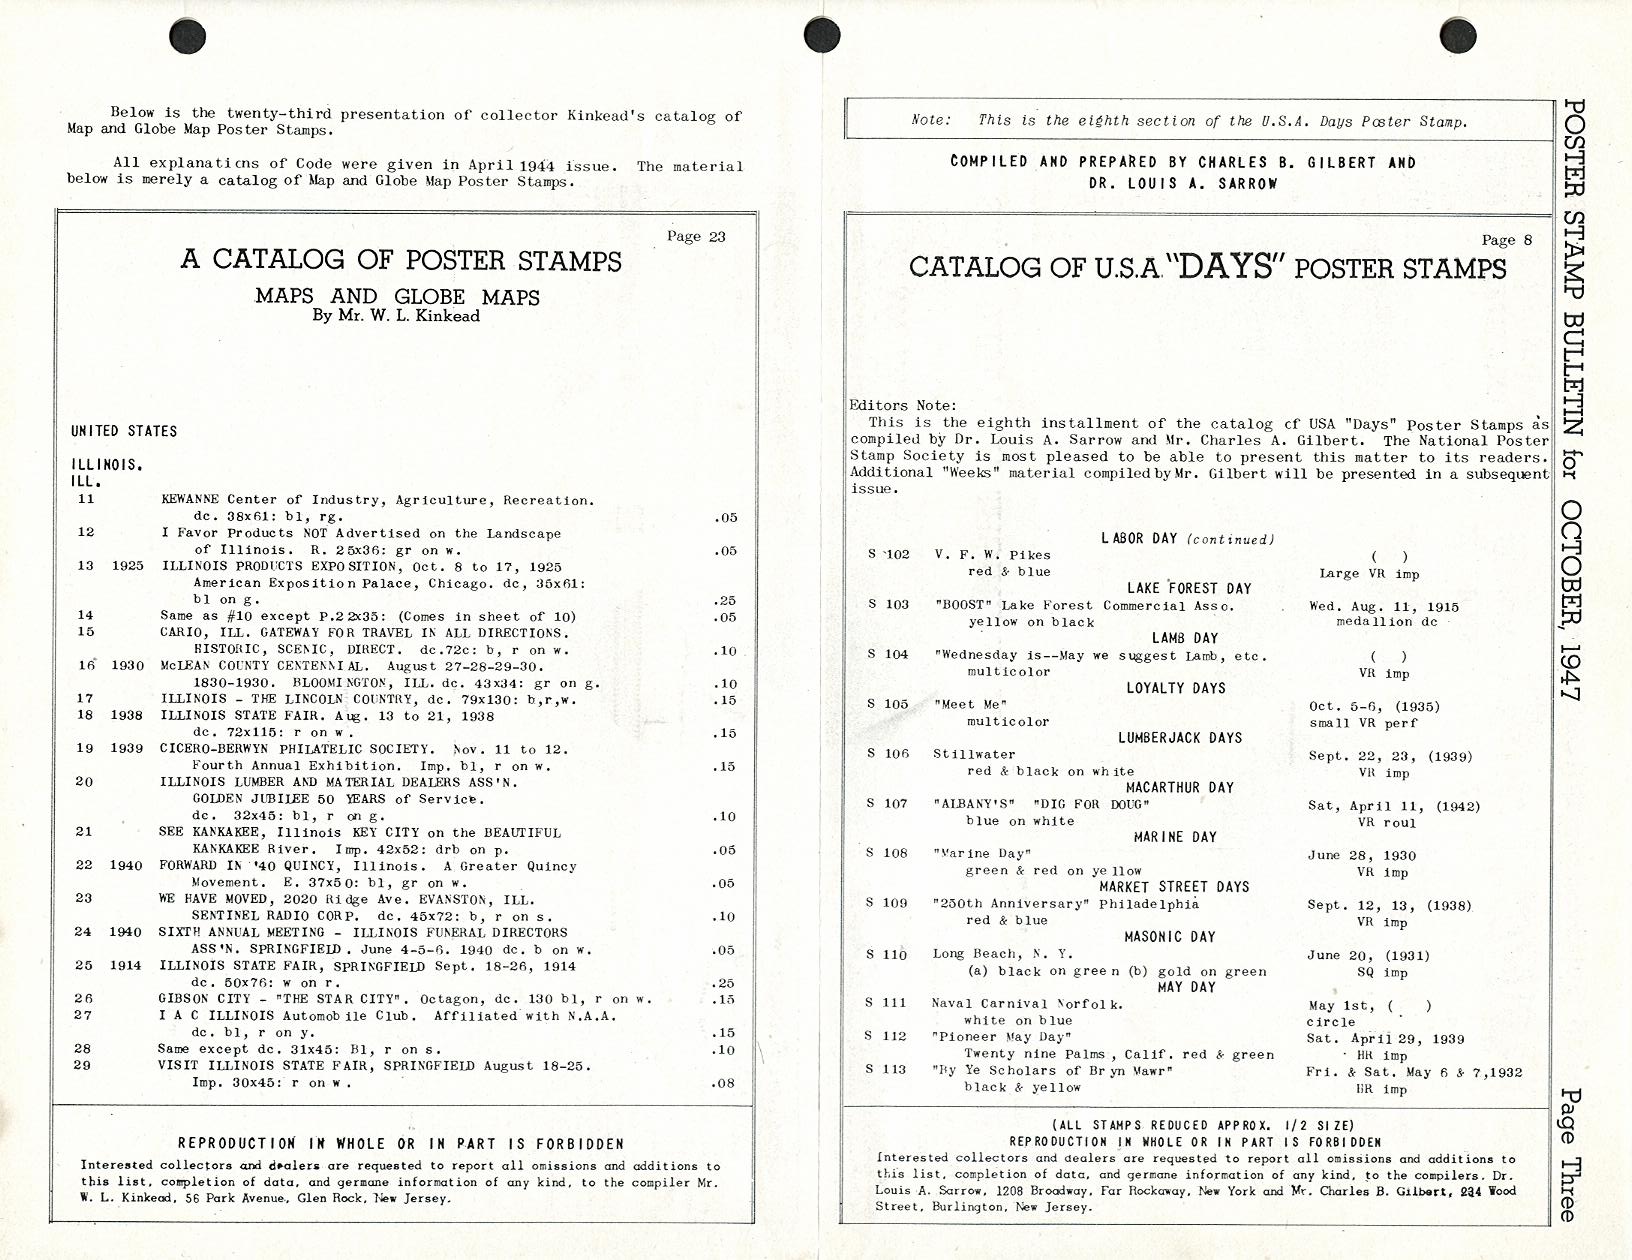 Below is the twenty-third presentation of collector Kinkead's catalog of
Map and Globe Map Poster Stamps.
All explanations of Code were given in April 1944 issue. The material
below is merely a catalog of Map and Globe Map Poster Stamps.
Page 23
A CATALOG OF POSTER STAMPS
MAPS AND GLOBE MAPS
By Mr. W. L. Kinkead
UNITED STATES
ILLINOIS.
ILL.
11 KEWANNE Center of Industry, Agriculture, Recreation.
dc. 38x61: bl, rg. .05
12 I Favor Products NOT Advertised on the Landscape
of Illinois. R. 25x36: gr on w. .05
13 1925 ILLINOIS PRODUCTS EXPOSITION, Oct. 8 to 17, 1925
American Exposition Palace, Chicago. dc, 35x61:
bl on g. .25
14 Same as #10 except P.22x35: (Comes in sheet of 10) .05
15 CARIO, ILL. GATEWAY FOR TRAVEL IN ALL DIRECTIONS.
HISTORIC, SCENIC, DIRECT. dc.72c: b, r on w. .10
16 1930 McLEAN COUNTY CENTENNIAL. August 27-28-29-30.
1830-1930. BLOOMINGTON, ILL. dc. 43x34: gr on g. .10
17 ILLINOIS - THE LINCOLN COUNTRY, dc. 79x130: b,r,w. .15
18 1938 ILLINOIS STATE FAIR. Aug. 13 to 21, 1938
dc. 72x115: r on w. .15
19 1939 CICERO-BERWYN PHILATELIC SOCIETY. Nov. 11 to 12.
Fourth Annual Exhibition. Imp. bl, r on w. .15
20 ILLINOIS LUMBER AND MATERIAL DEALERS ASS'N.
GOLDEN JUBILEE 50 YEARS of Service.
dc. 32x45: bl, r on g. .10
21 SEE KANKAKEE, Illinois KEY CITY on the BEAUTIFUL
KANKAKEE River. Imp. 42x52: drb on p. .05
22 1940 FORWARD IN '40 QUINCY, Illinois. A Greater Quincy
Movement. E. 37x50: bl, gr on w. .05
23 WE HAVE MOVED, 2020 Ridge Ave. EVANSTON, ILL.
SENTINEL RADIO CORP. dc. 45x72: b, r on s. .10
24 1940 SIXTH ANNUAL MEETING - ILLINOIS FUNERAL DIRECTORS
ASS'N. SPRINGFIELD. June 4-5-6. 1940 dc. b on w. .05
25 1914 ILLINOIS STATE FAIR, SPRINGFIELD Sept. 18-26, 1914
dc. 50x76: w on r. .25
26 GIBSON CITY - "THE STAR CITY". Octagon, dc. 130 bl, r on w. .15
27 I A C ILLINOIS Automobile Club. Affiliated with N.A.A.
dc. bl, r on y. .15
28 Same except dc. 31x45: Bl, r on s. .10
29 VISIT ILLINOIS STATE FAIR, SPRINGFIELD August 18-25.
Imp. 30x45: r on w. .08
REPRODUCTION IN WHOLE OR IN PART IS FORBIDDEN
Interested collectors and dealers are requested to report all omissions and additions to
this list, completion of data, and germane information of any kind, to the compiler Mr.
W. L. Kinkead, 56 Park Avenue, Glen Rock, New Jersey.
Note: This is the eighth section of the U.S.A. Days Poster Stamp.
COMPILED AND PREPARED BY CHARLES B. GILBERT AND
DR. LOUIS A. SARROW
Page 8
CATALOG OF U.S.A. "DAYS" POSTER STAMPS
Editors Note:
This is the eighth installment of the catalog of USA "Days" Poster Stamps as
compiled by Dr. Louis A. Sarrow and Mr. Charles A. Gilbert. The National Poster
Stamp Society is most pleased to be able to present this matter to its readers.
Additional "Weeks" material compiled by Mr. Gilbert will be presented in a subsequent
issue.
LABOR DAY (continued)
S 102 V. F. W. Pikes ( )
red & blue Large VR imp
LAKE FOREST DAY
S 103 "BOOST" Lake Forest Commercial Asso. Wed. Aug. 11, 1915
yellow on black medallion dc
LAMB DAY
S 104 "Wednesday is--May we suggest Lamb, etc. ( )
multicolor VR imp
LOYALTY DAYS
S 105 "Meet Me" Oct. 5-6, (1935)
multicolor small VR perf
LUMBERJACK DAYS
S 106 Stillwater Sept. 22, 23, (1939)
red & black on white VR imp
MACARTHUR DAY
S 107 "ALBANY'S" "DIG FOR DOUG" Sat, April 11, (1942)
blue on white VR roul
MARINE DAY
S 108 "Marine Day" June 28, 1930
green & red on yellow VR imp
MARKET STREET DAYS
S 109 "250th Anniversary" Philadelphia Sept. 12, 13, (1938)
red & blue VR imp
MASONIC DAY
S 110 Long Beach, N. Y. June 20, (1931)
(a) black on green (b) gold on green SQ imp
MAY DAY
S 111 Naval Carnival Norfolk. May 1st, ( )
white on blue circle
S 112 "Pioneer May Day" Sat. April 29, 1939
Twenty nine Palms, Calif. red & green HR imp
S 113 "By Ye Scholars of Bryn Mawr" Fri. & Sat. May 6 & 7, 1932
black & yellow HR imp
(ALL STAMPS REDUCED APPROX. 1/2 SIZE)
REPRODUCTION IN WHOLE OR IN PART IS FORBIDDEN
Interested collectors and dealers are requested to report all omissions and additions to
this list, completion of data, and germane information of any kind, to the compilers. Dr.
Louis A. Sarrow, 1208 Broadway, Far Rockaway, New York and Mr. Charles B. Gilbert, 234 Wood
Street, Burlington, New Jersey.
POSTER STAMP BULLETIN for OCTOBER, 1947
Page Three